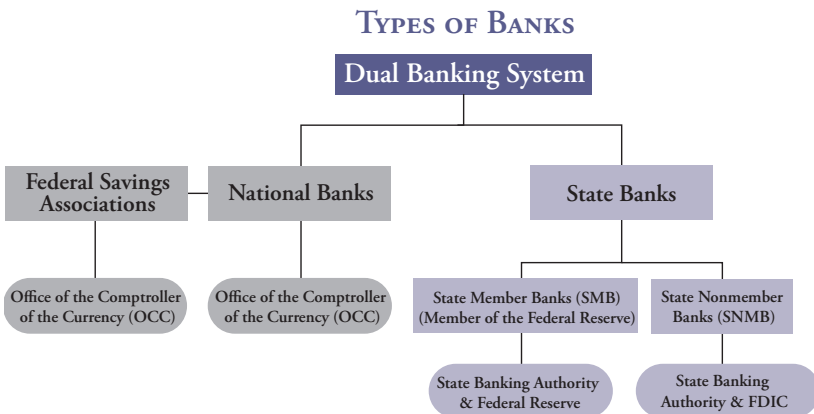 Types of Banks
Dual Banking System
Federal Savings
Associations
National Banks
State Banks
Office of the Comptroller
of the Currency (OCC)
Office of the Comptroller
of the Currency (OCC)
State Member Banks (SMB)
(Member of the Federal Reserve)
State Nonmember
Banks (SNMB)
State Banking Authority
& Federal Reserve
State Banking
Authority & FDIC